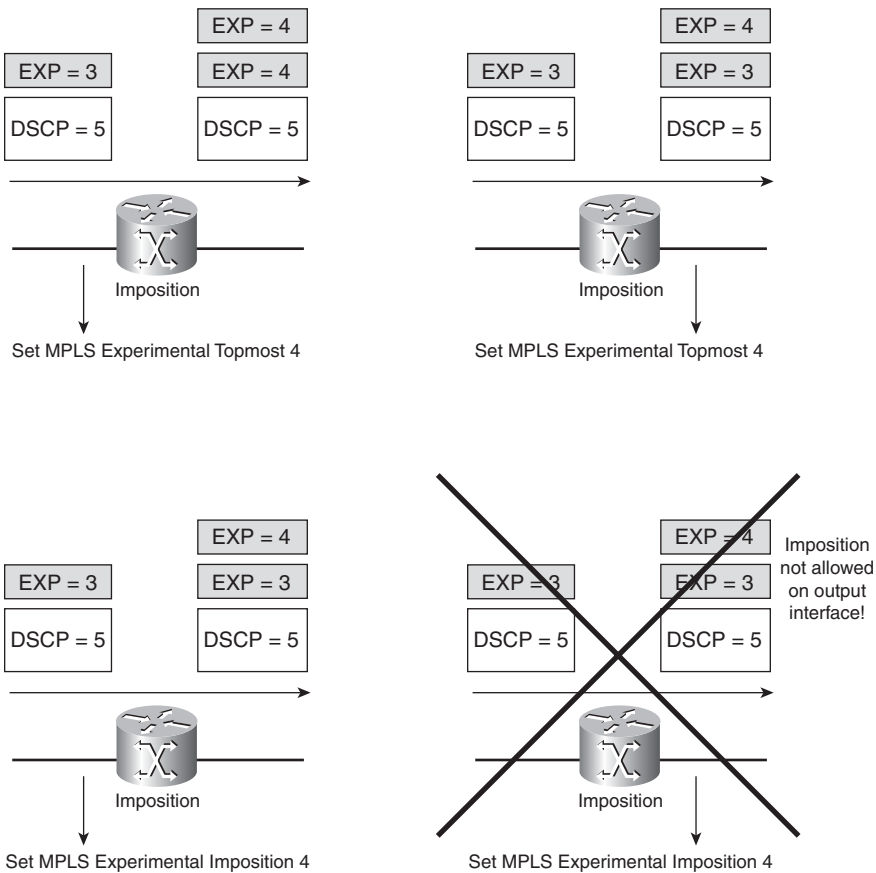 EXP = 4
EXP = 3
EXP = 4
DSCP = 5
DSCP = 5
Imposition
Set MPLS Experimental Topmost 4
EXP = 4
EXP = 3
EXP = 3
DSCP = 5
DSCP = 5
Imposition
Set MPLS Experimental Topmost 4
EXP = 4
EXP = 3
EXP = 3
DSCP = 5
DSCP = 5
Imposition
Set MPLS Experimental Imposition 4
EXP = 4
EXP = 3
EXP = 3
DSCP = 5
DSCP = 5
Imposition
not allowed
on output
interface!
Imposition
Set MPLS Experimental Imposition 4